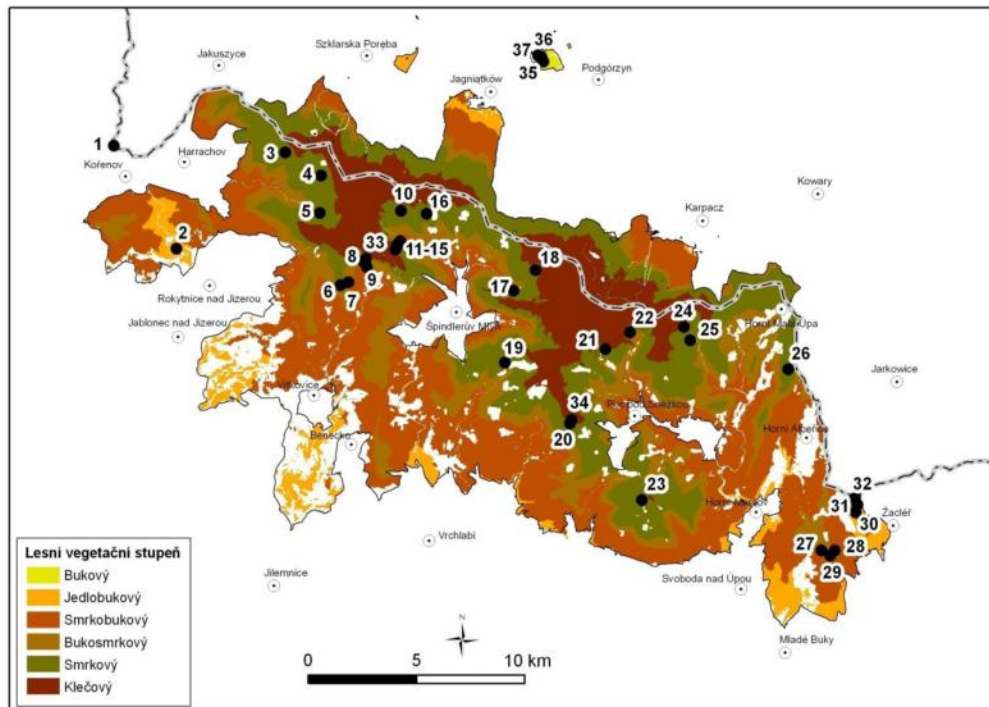 Szklarska Poręba
Jakuszyce
36
37
35
Podgórzyn
Jagniątków
1
Kořenov
Harrachov
3
4
5
10
16
Kowary
Karpacz
2
Rokytnice nad Jizerou
Jablonec nad Jizerou
33
8
9
11-15
6
7
18
17
Špindlerův Mlýn
22
24
21
25
Horní Malá Úpa
19
26
Jarkowice
Vítkovice
34
20
Pec pod Sněžkou
Horní Albeřice
Benecko
23
Horní Maršov
32
31
30
Žacléř
Vrchlabí
27
28
29
Jilemnice
Svoboda nad Úpou
Mladé Buky
Lesní vegetační stupeň
Bukový
Jedlobukový
Smrkobukový
Bukosmrkový
Smrkový
Klečový
N
0 5 10 km